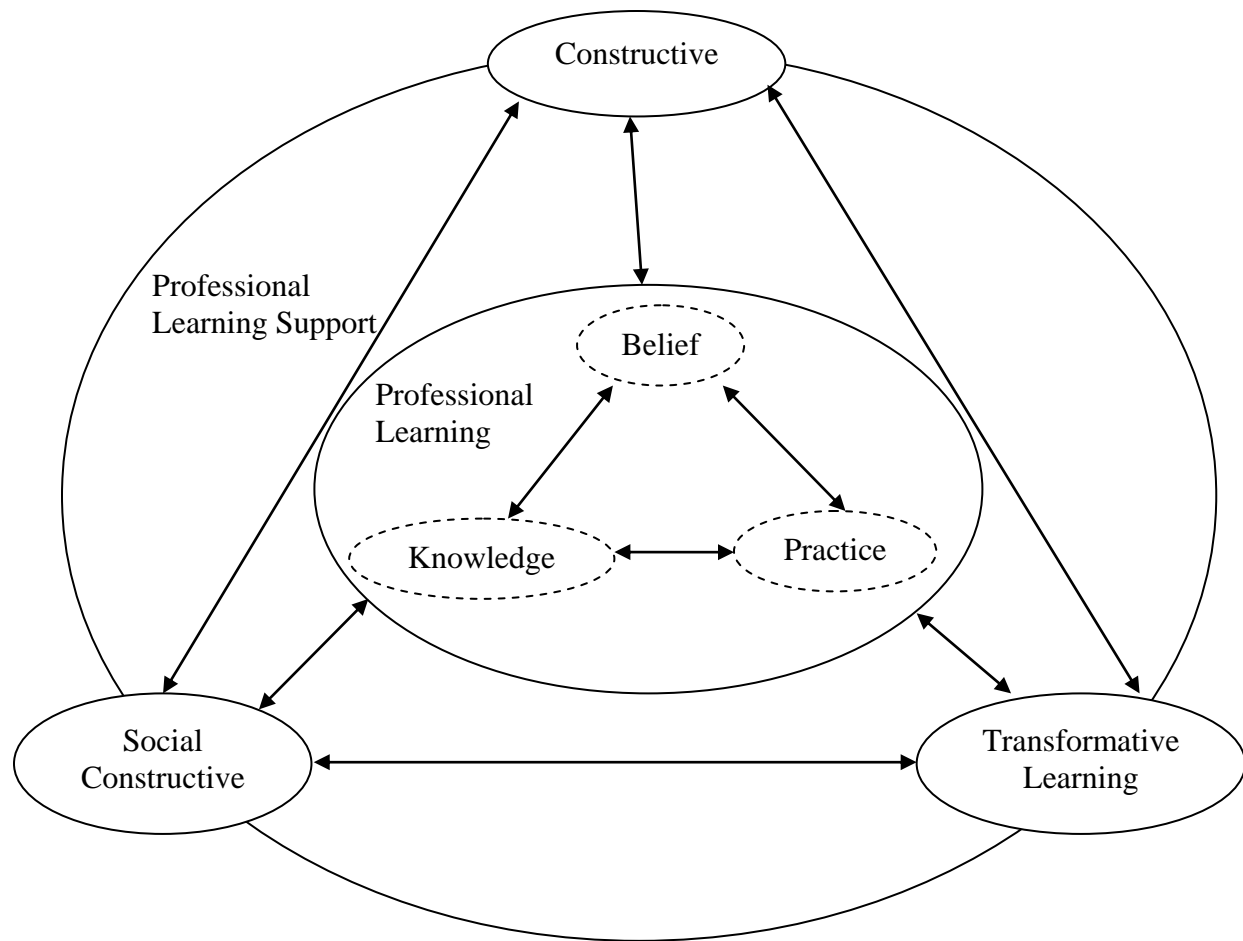 Constructive
Professional
Learning Support
Belief
Professional
Learning
Knowledge
Practice
Social
Constructive
Transformative
Learning